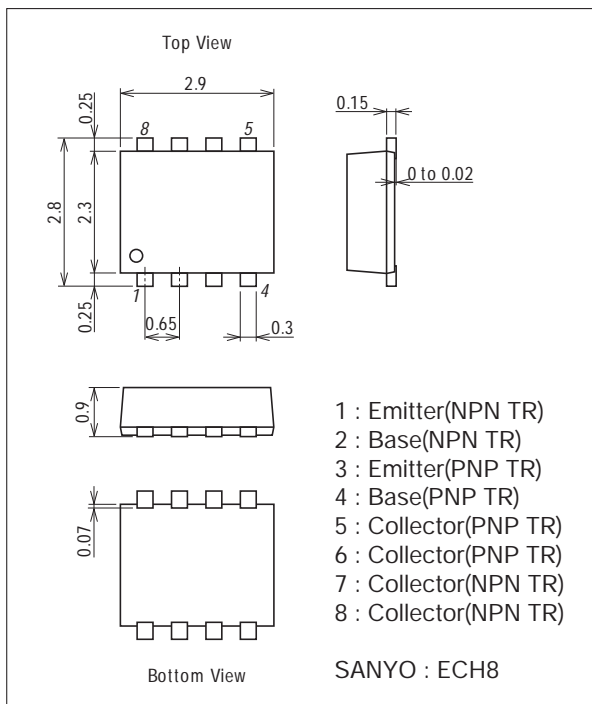 Top View
2.9
0.25
8
5
2.8
2.3
0.25
1
4
0.65
0.3
0.15
0 to 0.02
0.9
0.07
Bottom View
1 : Emitter(NPN TR)
2 : Base(NPN TR)
3 : Emitter(PNP TR)
4 : Base(PNP TR)
5 : Collector(PNP TR)
6 : Collector(PNP TR)
7 : Collector(NPN TR)
8 : Collector(NPN TR)
SANYO : ECH8